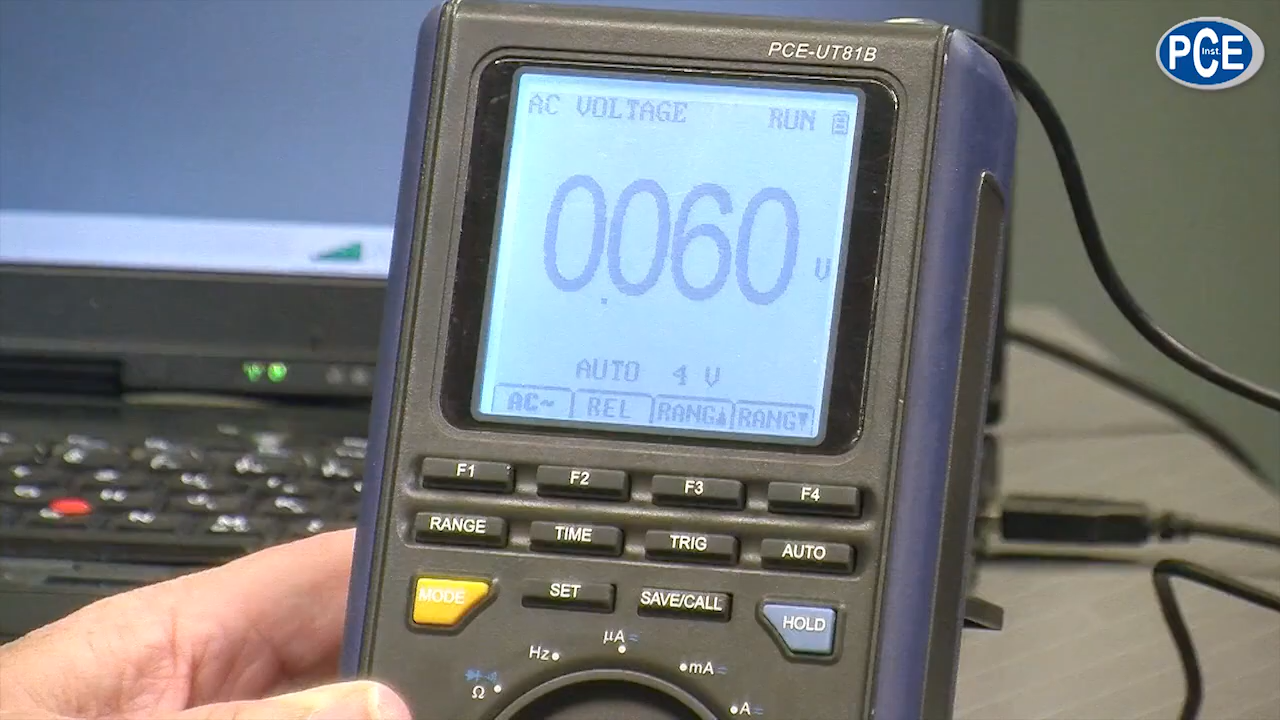 PCE
Inst.
PCE-UT81B
AC VOLTAGE RUN
0.060 V
AUTO 4 V
AC~ REL RANG▲ RANG▼
F1 F2 F3 F4
RANGE TIME TRIG AUTO
MODE SET SAVE/CALL HOLD
Hz µA mA
Ω A